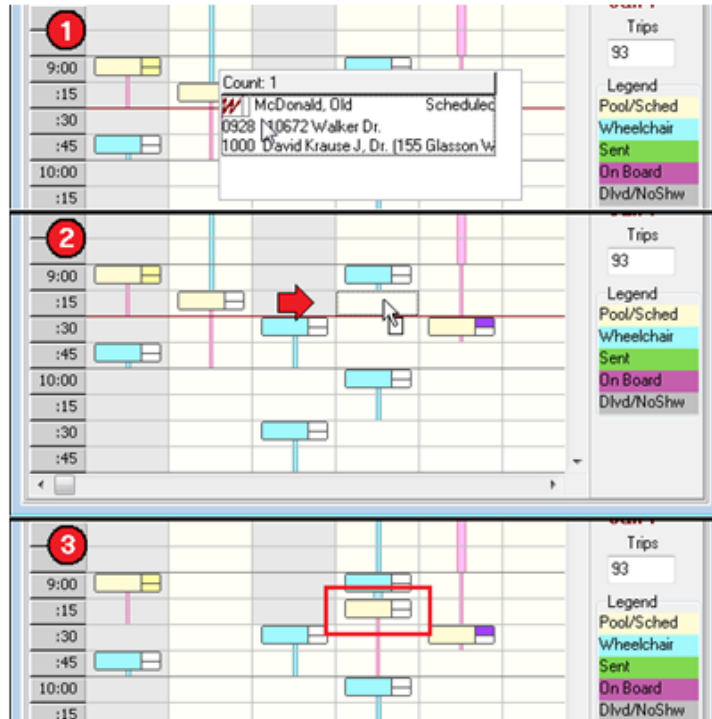 1
Trips
93
9:00
:15
:30
:45
10:00
:15
Count: 1
McDonald, Old Scheduled
0928 10672 Walker Dr.
1000 David Krause J, Dr. (155 Glasson W
Legend
Pool/Sched
Wheelchair
Sent
On Board
Dlvd/NoShw
2
Trips
93
9:00
:15
:30
:45
10:00
:15
:30
:45
Legend
Pool/Sched
Wheelchair
Sent
On Board
Dlvd/NoShw
3
Trips
93
9:00
:15
:30
:45
10:00
:15
Legend
Pool/Sched
Wheelchair
Sent
On Board
Dlvd/NoShw